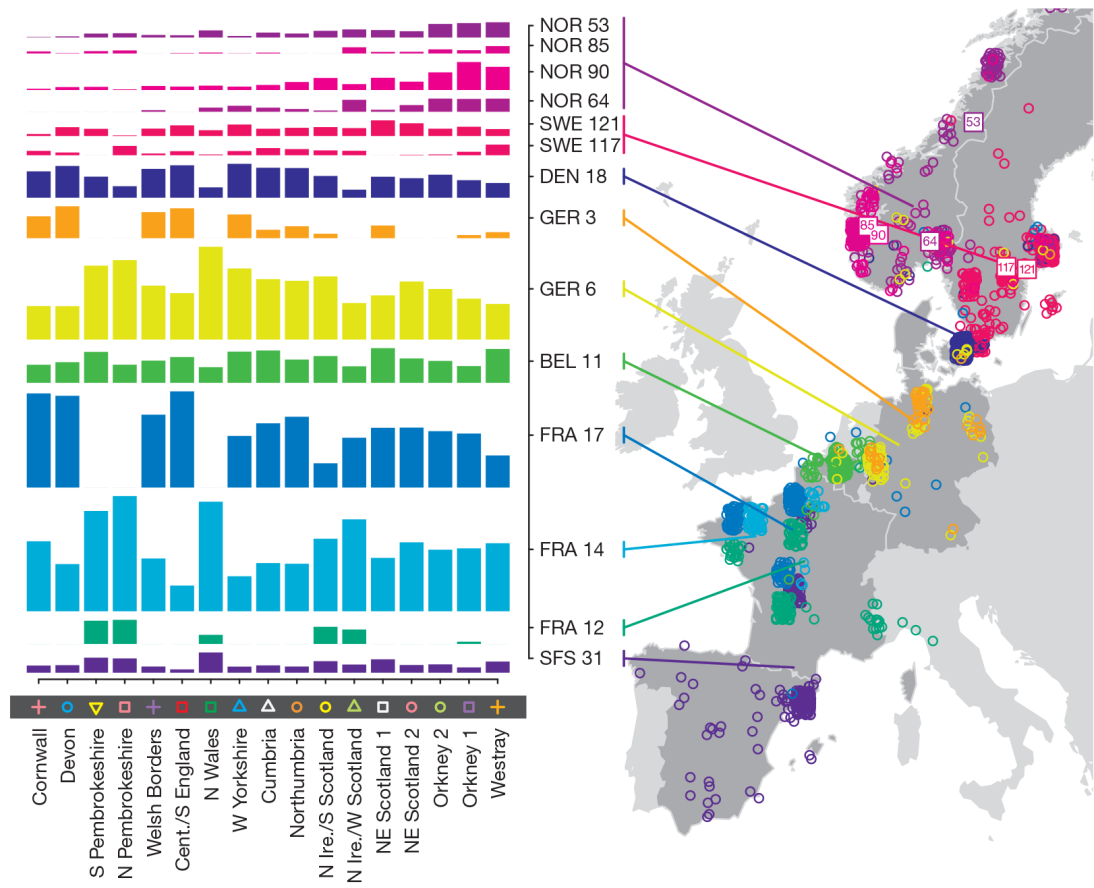 NOR 53
NOR 85
NOR 90
NOR 64
SWE 121
SWE 117
DEN 18
GER 3
GER 6
BEL 11
FRA 17
FRA 14
FRA 12
SFS 31
Cornwall
Devon
S Pembrokeshire
N Pembrokeshire
Welsh Borders
Cent./S England
N Wales
W Yorkshire
Cumbria
Northumbria
N Ire./S Scotland
N Ire./W Scotland
NE Scotland 1
NE Scotland 2
Orkney 2
Orkney 1
Westray
53
85
90
64
117
121